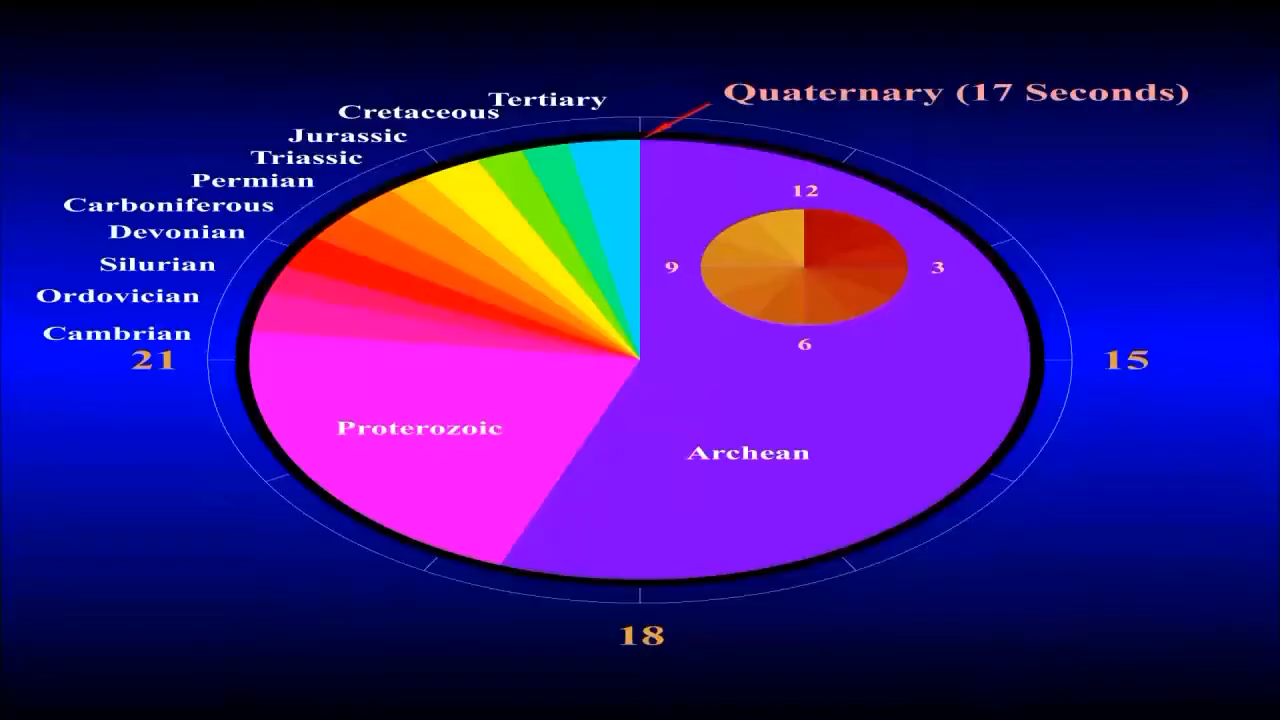 Quaternary (17 Seconds)
Tertiary
Cretaceous
Jurassic
Triassic
Permian
Carboniferous
Devonian
Silurian
Ordovician
Cambrian
12
9
3
6
21
15
Proterozoic
Archean
18